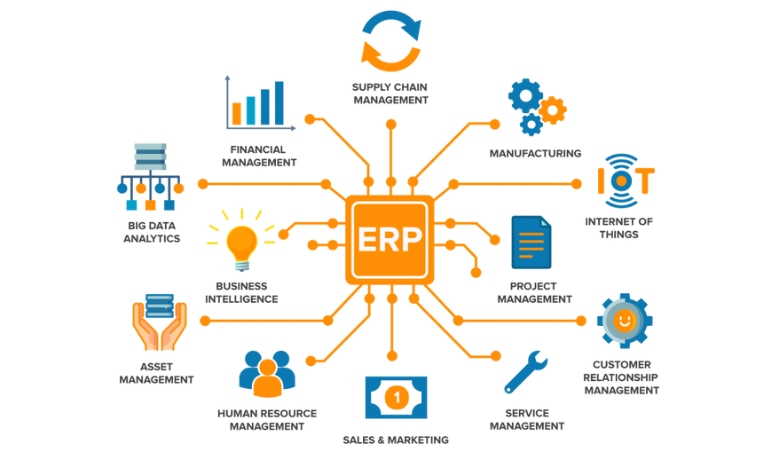 SUPPLY CHAIN
MANAGEMENT
FINANCIAL
MANAGEMENT
MANUFACTURING
IOT
BIG DATA
ANALYTICS
INTERNET OF
THINGS
ERP
BUSINESS
INTELLIGENCE
PROJECT
MANAGEMENT
ASSET
MANAGEMENT
CUSTOMER
RELATIONSHIP
MANAGEMENT
HUMAN RESOURCE
MANAGEMENT
1
SALES & MARKETING
SERVICE
MANAGEMENT